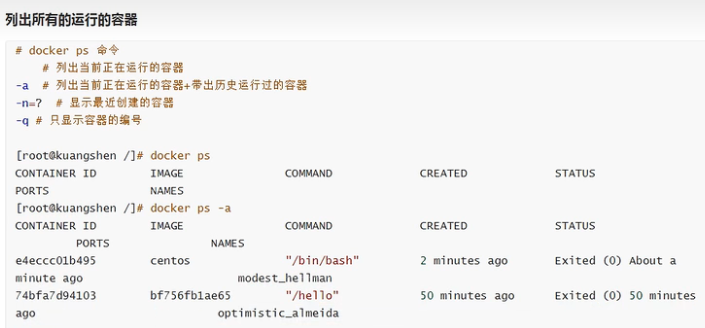 列出所有的运行的容器
# docker ps 命令
# 列出当前正在运行的容器
-a # 列出当前正在运行的容器+带出历史运行过的容器
-n=? # 显示最近创建的容器
-q # 只显示容器的编号
[root@kuangshen /]# docker ps
CONTAINER ID IMAGE COMMAND CREATED STATUS
PORTS NAMES
[root@kuangshen /]# docker ps -a
CONTAINER ID IMAGE COMMAND CREATED STATUS
PORTS NAMES
e4eccc01b495 centos "/bin/bash" 2 minutes ago Exited (0) About a
minute ago modest_hellman
74bfa7d94103 bf756fb1ae65 "/hello" 50 minutes ago Exited (0) 50 minutes
ago optimistic_almeida